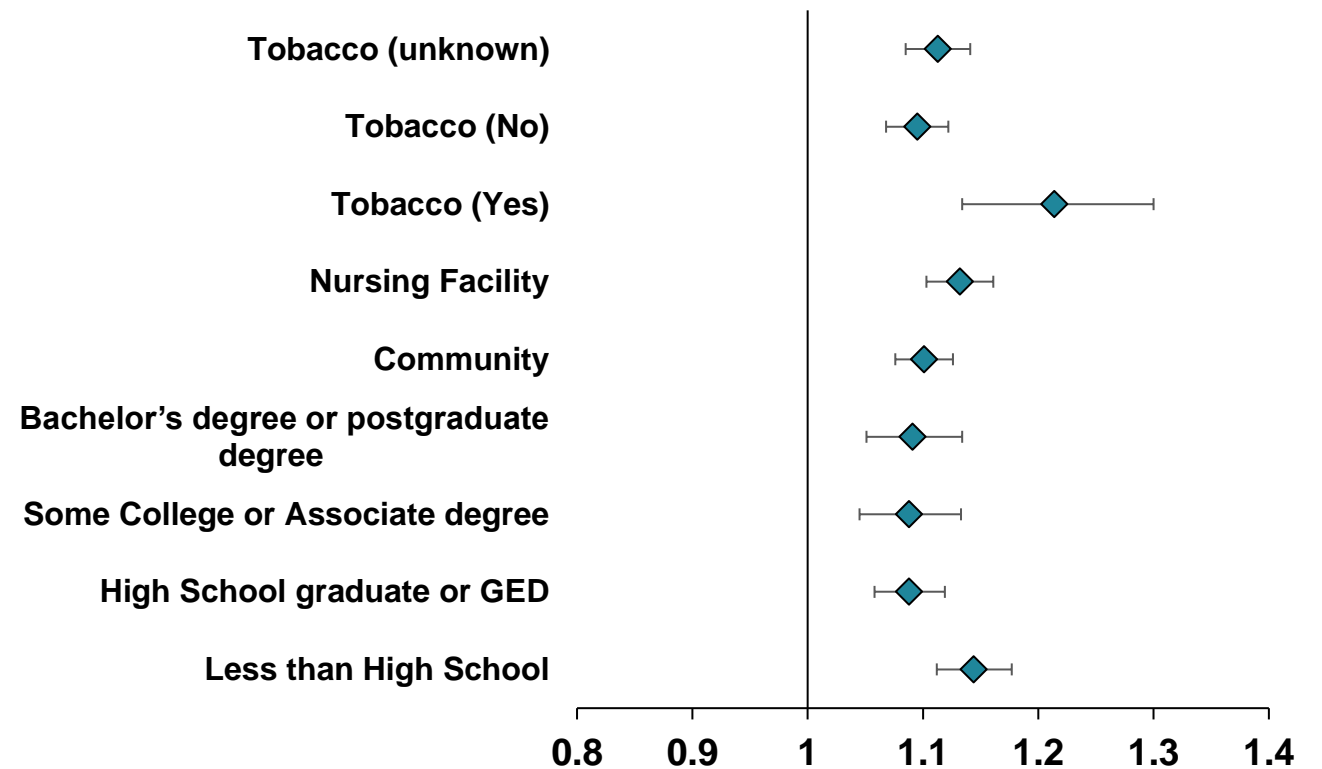 Tobacco (unknown)
Tobacco (No)
Tobacco (Yes)
Nursing Facility
Community
Bachelor’s degree or postgraduate
degree
Some College or Associate degree
High School graduate or GED
Less than High School
0.8 0.9 1 1.1 1.2 1.3 1.4